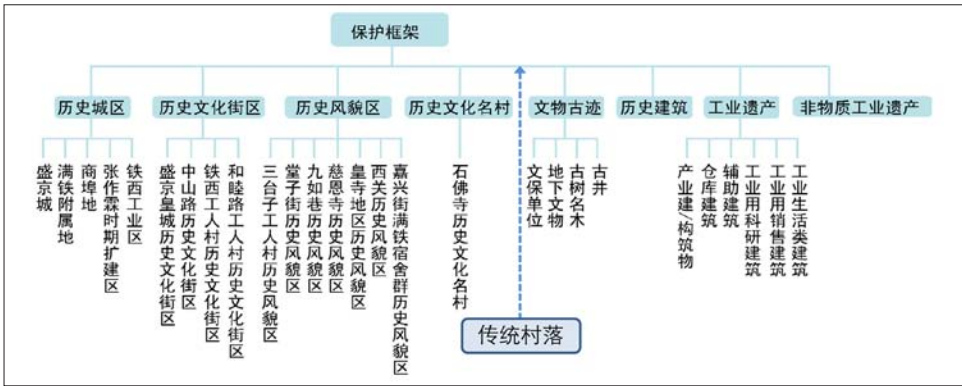 保护框架
历史城区
历史文化街区
历史风貌区
历史文化名村
文物古迹
历史建筑
工业遗产
非物质工业遗产
盛京城
满铁附属地
商埠地
张作霖时期扩建区
铁西工业区
盛京皇城历史文化街区
中山路历史文化街区
铁西工人村历史文化街区
和睦路工人村历史文化街区
三台子工人村历史风貌区
堂子街历史风貌区
九如巷历史风貌区
慈恩寺历史风貌区
皇寺地区历史风貌区
西关历史风貌区
嘉兴街满铁宿舍群历史风貌区
石佛寺历史文化名村
文保单位
地下文物
古树名木
古井
产业建/构筑物
仓库建筑
辅助建筑
工业用科研建筑
工业用销售建筑
工业生活类建筑
传统村落